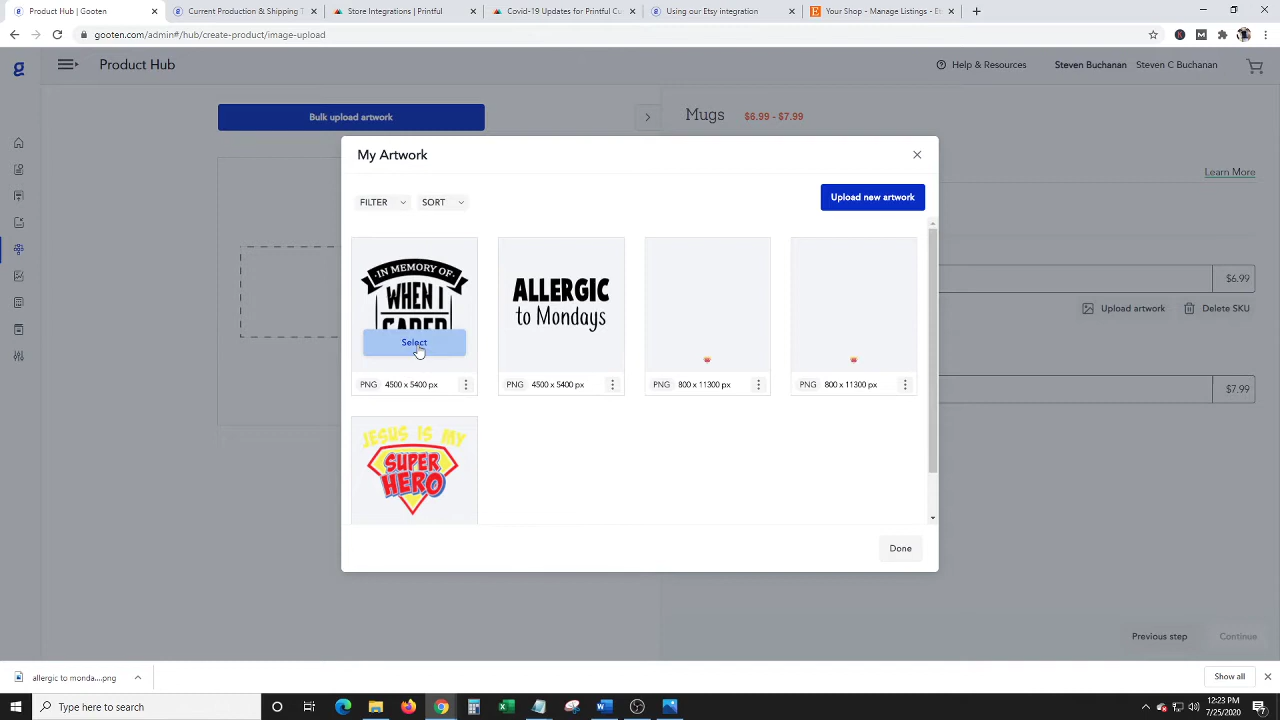 Product Hub | Gooten
Current Production & Shipping T
Store Integrations | Printful
Covid-19 Updates for Printful Cu
Using our Etsy integration
Your Shop - Manage Listings - E
gooten.com/admin#/hub/create-product/image-upload
Product Hub
Help & Resources
Steven Buchanan
Steven C Buchanan
Bulk upload artwork
Mugs
$6.99 - $7.99
My Artwork
Learn More
FILTER
SORT
Upload new artwork
·IN MEMORY OF·
WHEN I
CARED
Select
ALLERGIC
to Mondays
$6.99
Upload artwork
Delete SKU
PNG 4500 x 5400 px
PNG 4500 x 5400 px
PNG 800 x 11300 px
PNG 800 x 11300 px
$7.99
JESUS IS MY
SUPER
HERO
Done
Previous step
Continue
allergic to monda....png
Show all
Type here to search
12:23 PM
7/25/2020